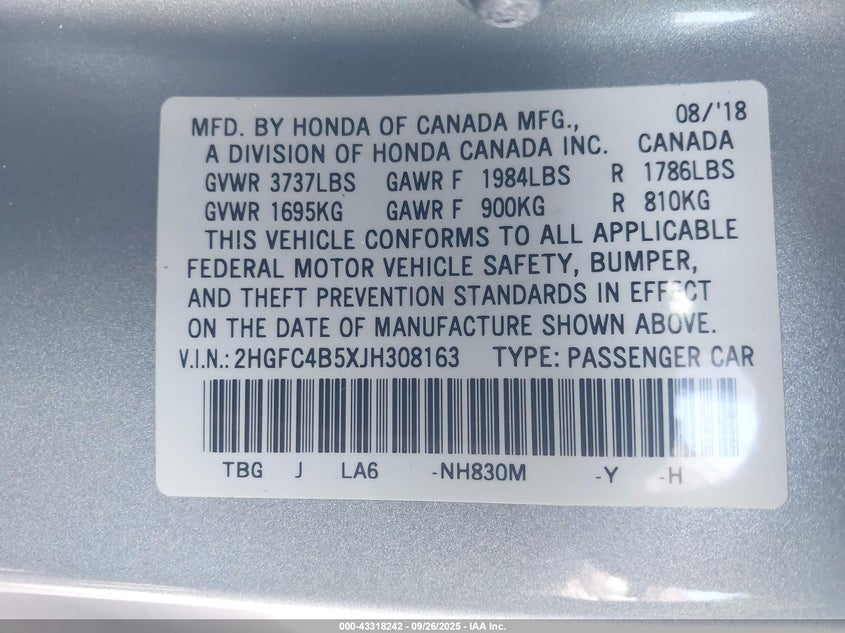 08/'18
MFD. BY HONDA OF CANADA MFG.,
A DIVISION OF HONDA CANADA INC. CANADA
GVWR 3737LBS GAWR F 1984LBS R 1786LBS
GVWR 1695KG GAWR F 900KG R 810KG
THIS VEHICLE CONFORMS TO ALL APPLICABLE
FEDERAL MOTOR VEHICLE SAFETY, BUMPER,
AND THEFT PREVENTION STANDARDS IN EFFECT
ON THE DATE OF MANUFACTURE SHOWN ABOVE.
V.I.N.: 2HGFC4B5XJH308163 TYPE: PASSENGER CAR
TBG J LA6 -NH830M -Y -H
000-43318242 - 09/26/2025 - IAA Inc.